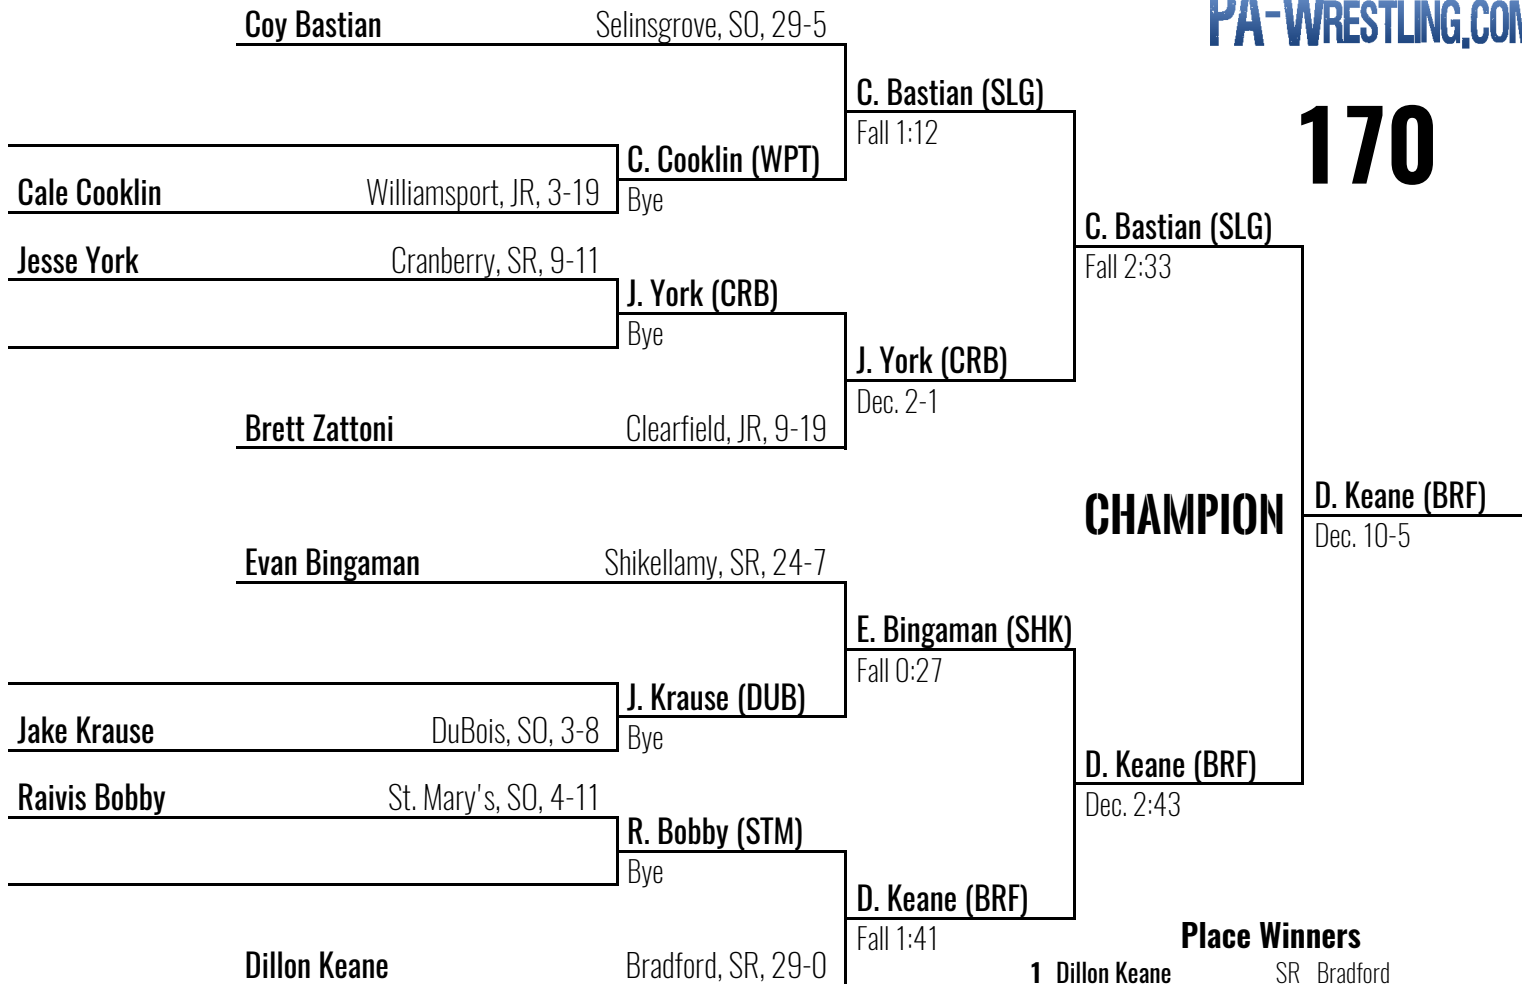 PA-WRESTLING.COM
170
Coy Bastian Selinsgrove, SO, 29-5
C. Bastian (SLG)
Fall 1:12
C. Cooklin (WPT)
Cale Cooklin Williamsport, JR, 3-19
Bye
C. Bastian (SLG)
Fall 2:33
Jesse York Cranberry, SR, 9-11
J. York (CRB)
Bye
J. York (CRB)
Dec. 2-1
Brett Zattoni Clearfield, JR, 9-19
CHAMPION
D. Keane (BRF)
Dec. 10-5
Evan Bingaman Shikellamy, SR, 24-7
E. Bingaman (SHK)
Fall 0:27
J. Krause (DUB)
Jake Krause DuBois, SO, 3-8
Bye
D. Keane (BRF)
Dec. 2:43
Raivis Bobby St. Mary's, SO, 4-11
R. Bobby (STM)
Bye
D. Keane (BRF)
Fall 1:41
Dillon Keane Bradford, SR, 29-0
Place Winners
1 Dillon Keane SR Bradford